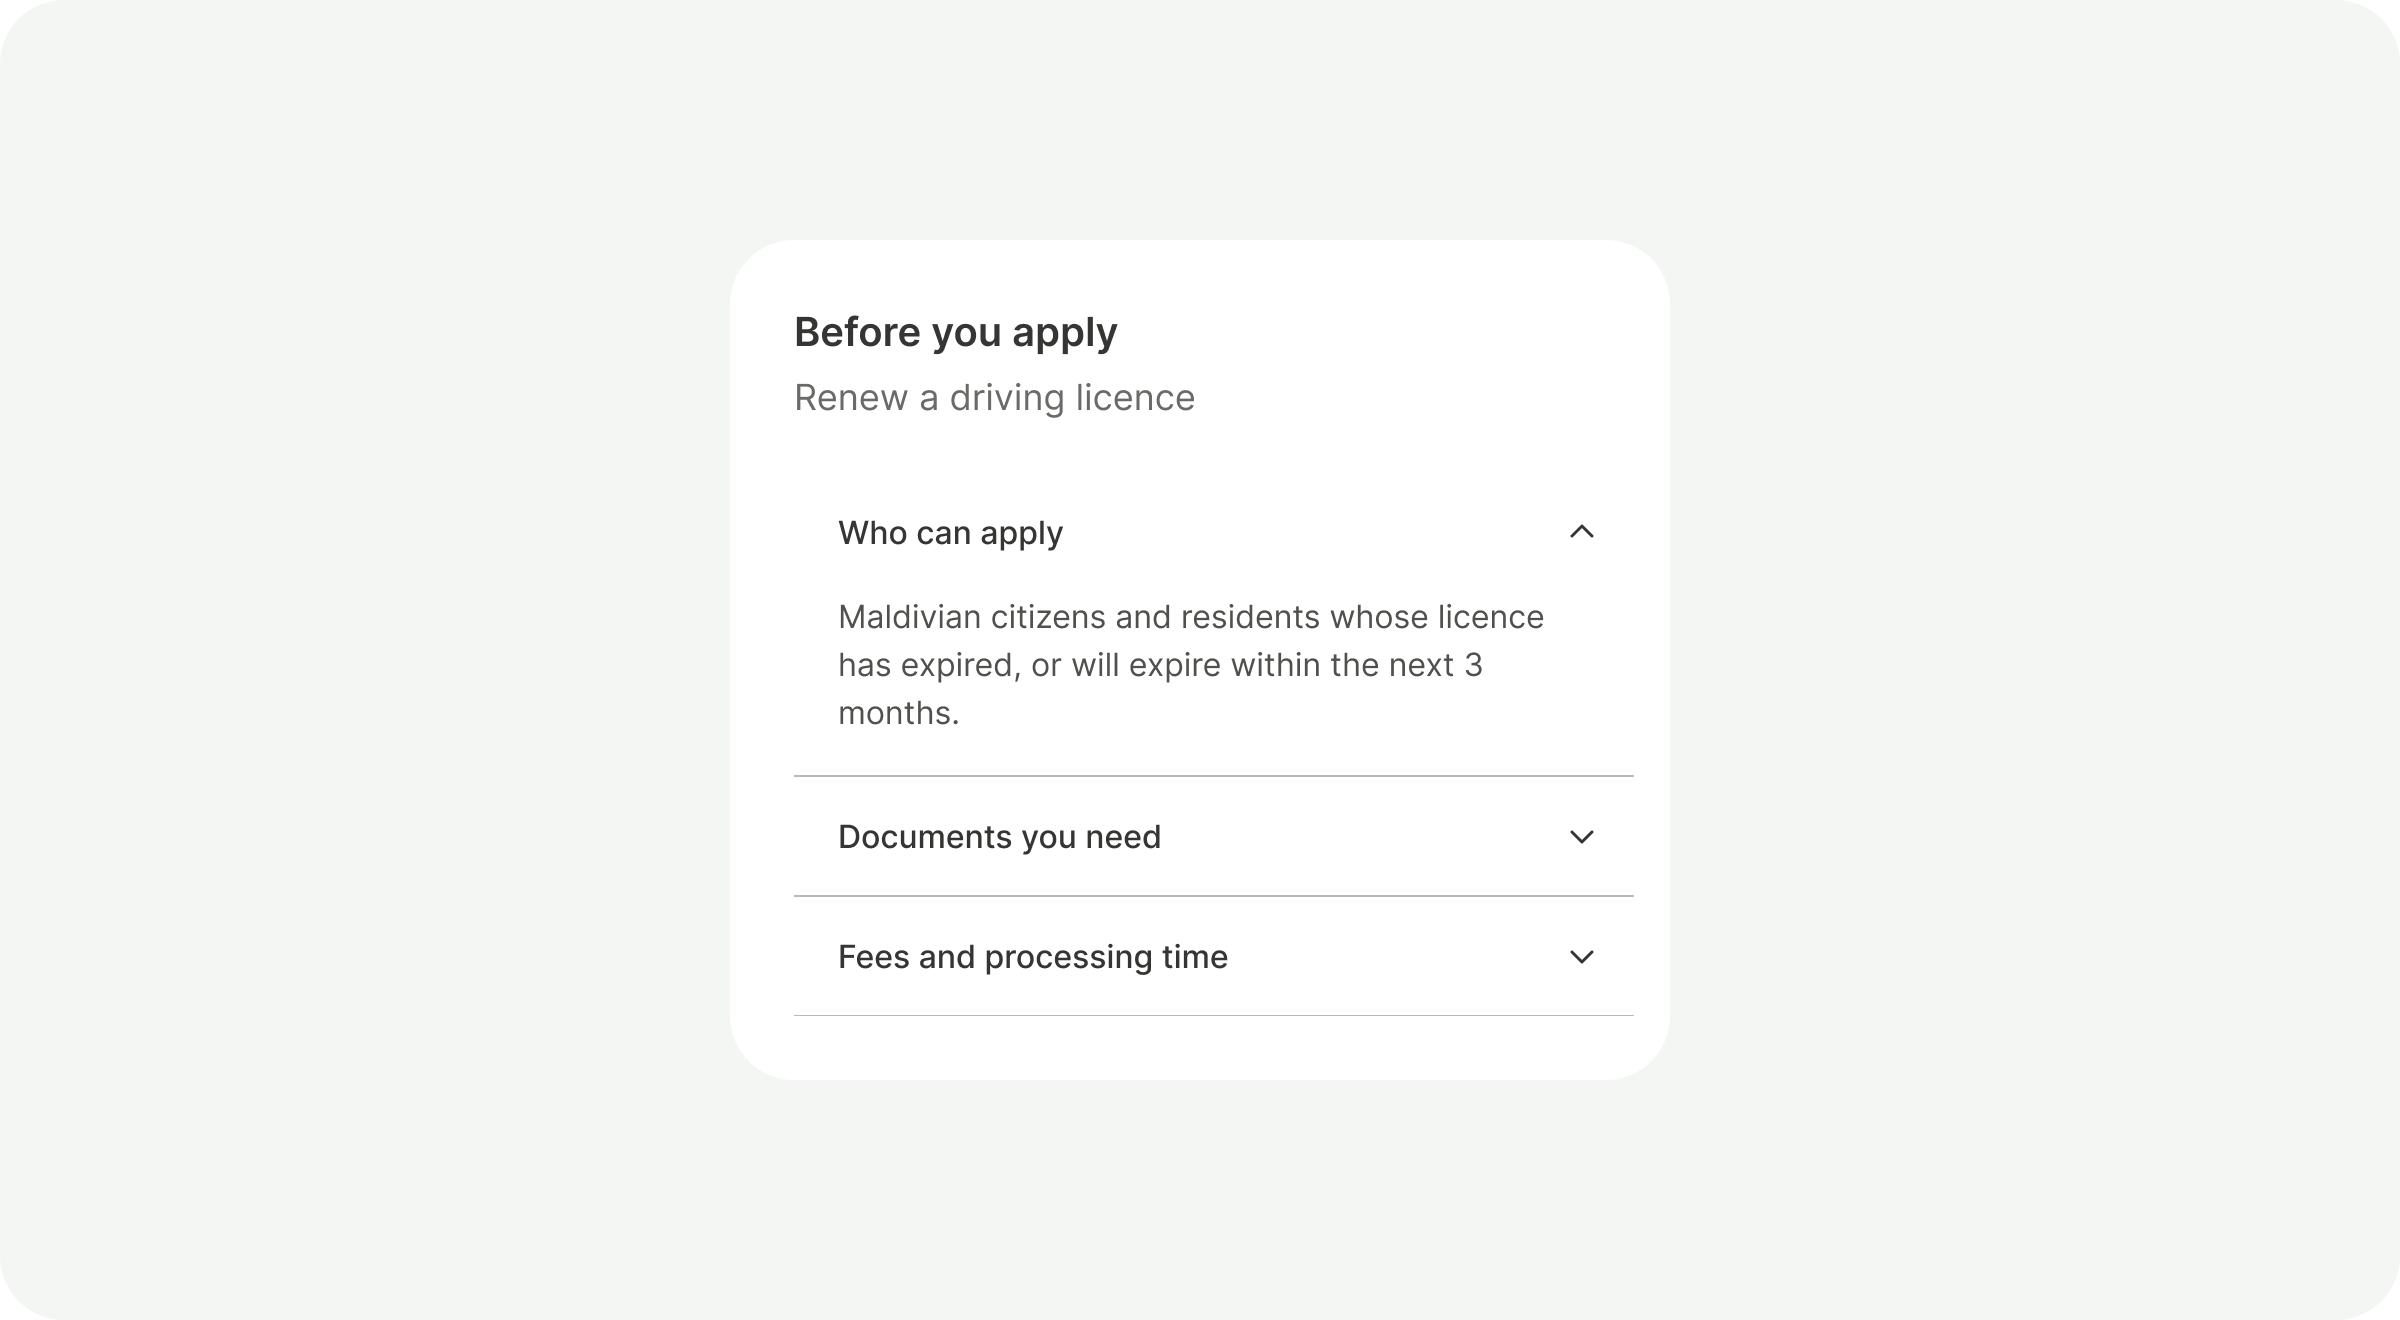 Before you apply
Renew a driving licence
Who can apply
Maldivian citizens and residents whose licence
has expired, or will expire within the next 3
months.
Documents you need
Fees and processing time